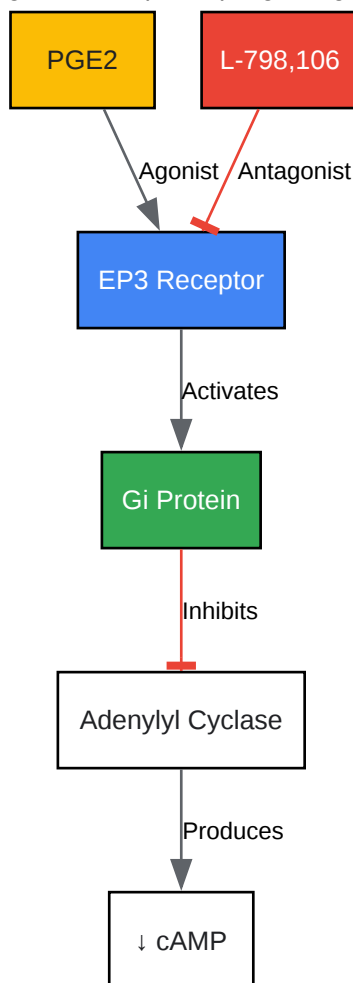 PGE2
L-798,106
Agonist
Antagonist
EP3 Receptor
Activates
Gi Protein
Inhibits
Adenylyl Cyclase
Produces
↓ cAMP